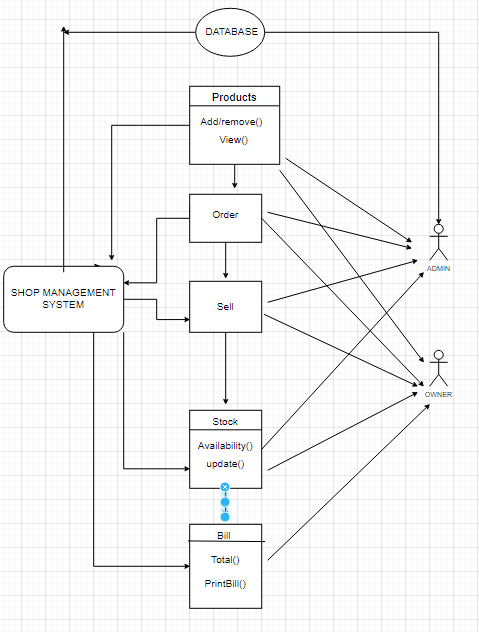 DATABASE
Products
Add/remove()
View()
Order
ADMIN
SHOP MANAGEMENT
SYSTEM
Sell
OWNER
Stock
Availability()
update()
Bill
Total()
PrintBill()